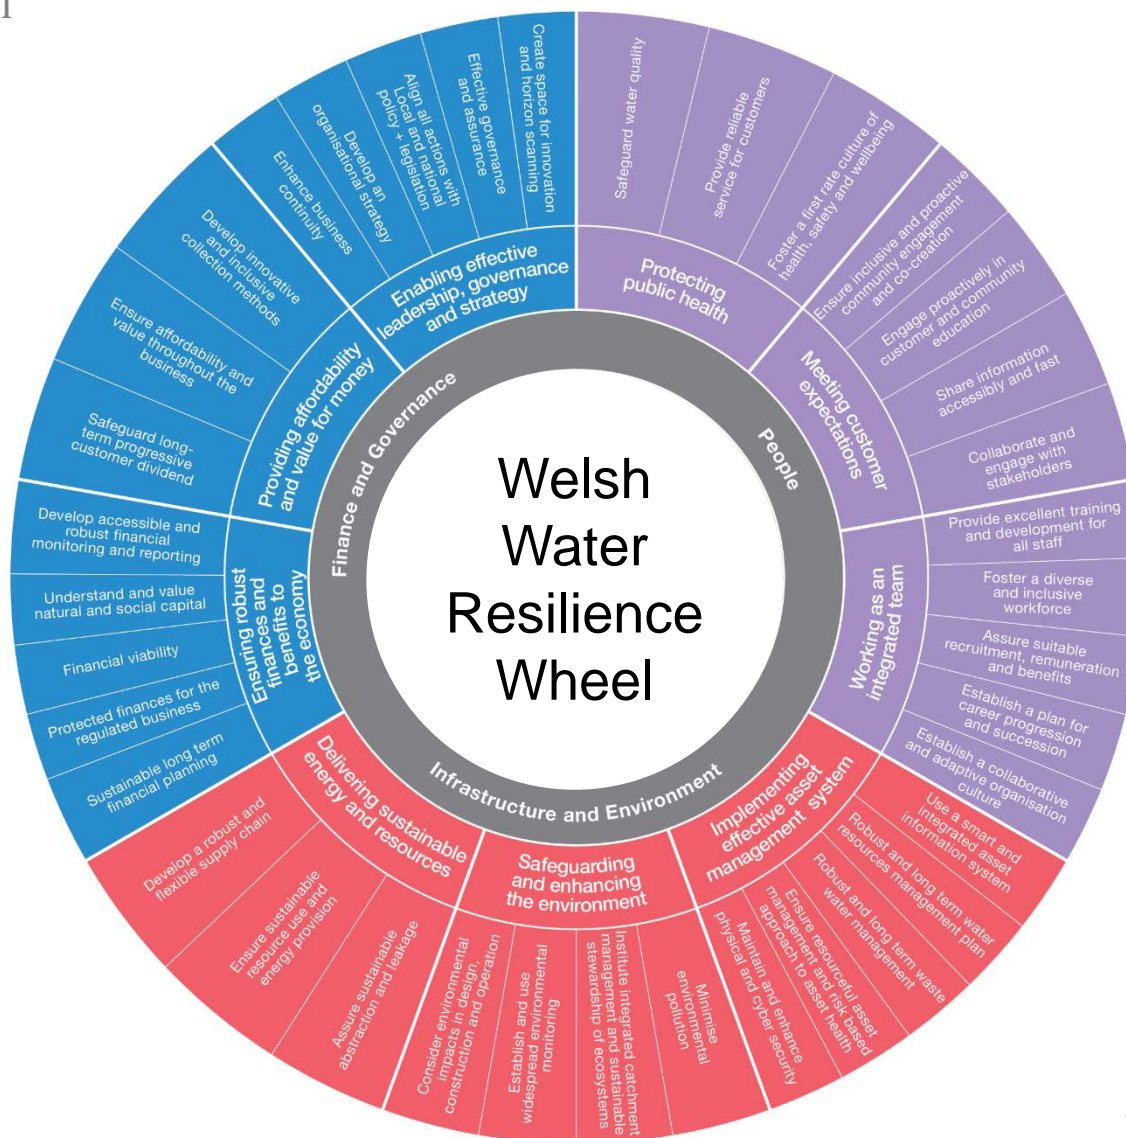 Welsh
Water
Resilience
Wheel
Finance and Governance
People
Infrastructure and Environment
Protecting
public health
Safeguard water quality
Provide reliable
service for customers
Foster a first rate culture of
health, safety and wellbeing
Meeting customer
expectations
Ensure inclusive and proactive
community engagement
and co-creation
Engage proactively in
customer and community
education
Share information
accessibly and fast
Collaborate and
engage with
stakeholders
Working as an
integrated team
Provide excellent training
and development for
all staff
Foster a diverse
and inclusive
workforce
Assure suitable
recruitment, remuneration
and benefits
Establish a plan for
career progression
and succession
Establish a collaborative
and adaptive organisation
culture
Implementing
effective asset
management system
Use a smart and
integrated asset
information system
Robust and long term water
resources management plan
Robust and long term waste
water management
Ensure resourceful asset
management and risk based
approach to asset health
Maintain and enhance
physical and cyber security
Safeguarding
and enhancing
the environment
Minimise
environmental
pollution
Institute integrated catchment
management and sustainable
stewardship of ecosystems
Establish and use
widespread environmental
monitoring
Consider environmental
impacts in design,
construction and operation
Delivering sustainable
energy and resources
Assure sustainable
abstraction and leakage
Ensure sustainable
resource use and
energy provision
Develop a robust and
flexible supply chain
Ensuring robust
finances and
benefits to
the economy
Sustainable long term
financial planning
Protected finances for the
regulated business
Financial viability
Understand and value
natural and social capital
Develop accessible and
robust financial
monitoring and reporting
Providing affordability
and value for money
Safeguard long-
term progressive
customer dividend
Ensure affordability and
value throughout the
business
Develop innovative
and inclusive
collection methods
Enabling effective
leadership, governance
and strategy
Enhance business
continuity
Develop an
organisational strategy
Align all actions with
Local and national
policy + legislation
Effective governance
and assurance
Create space for innovation
and horizon scanning